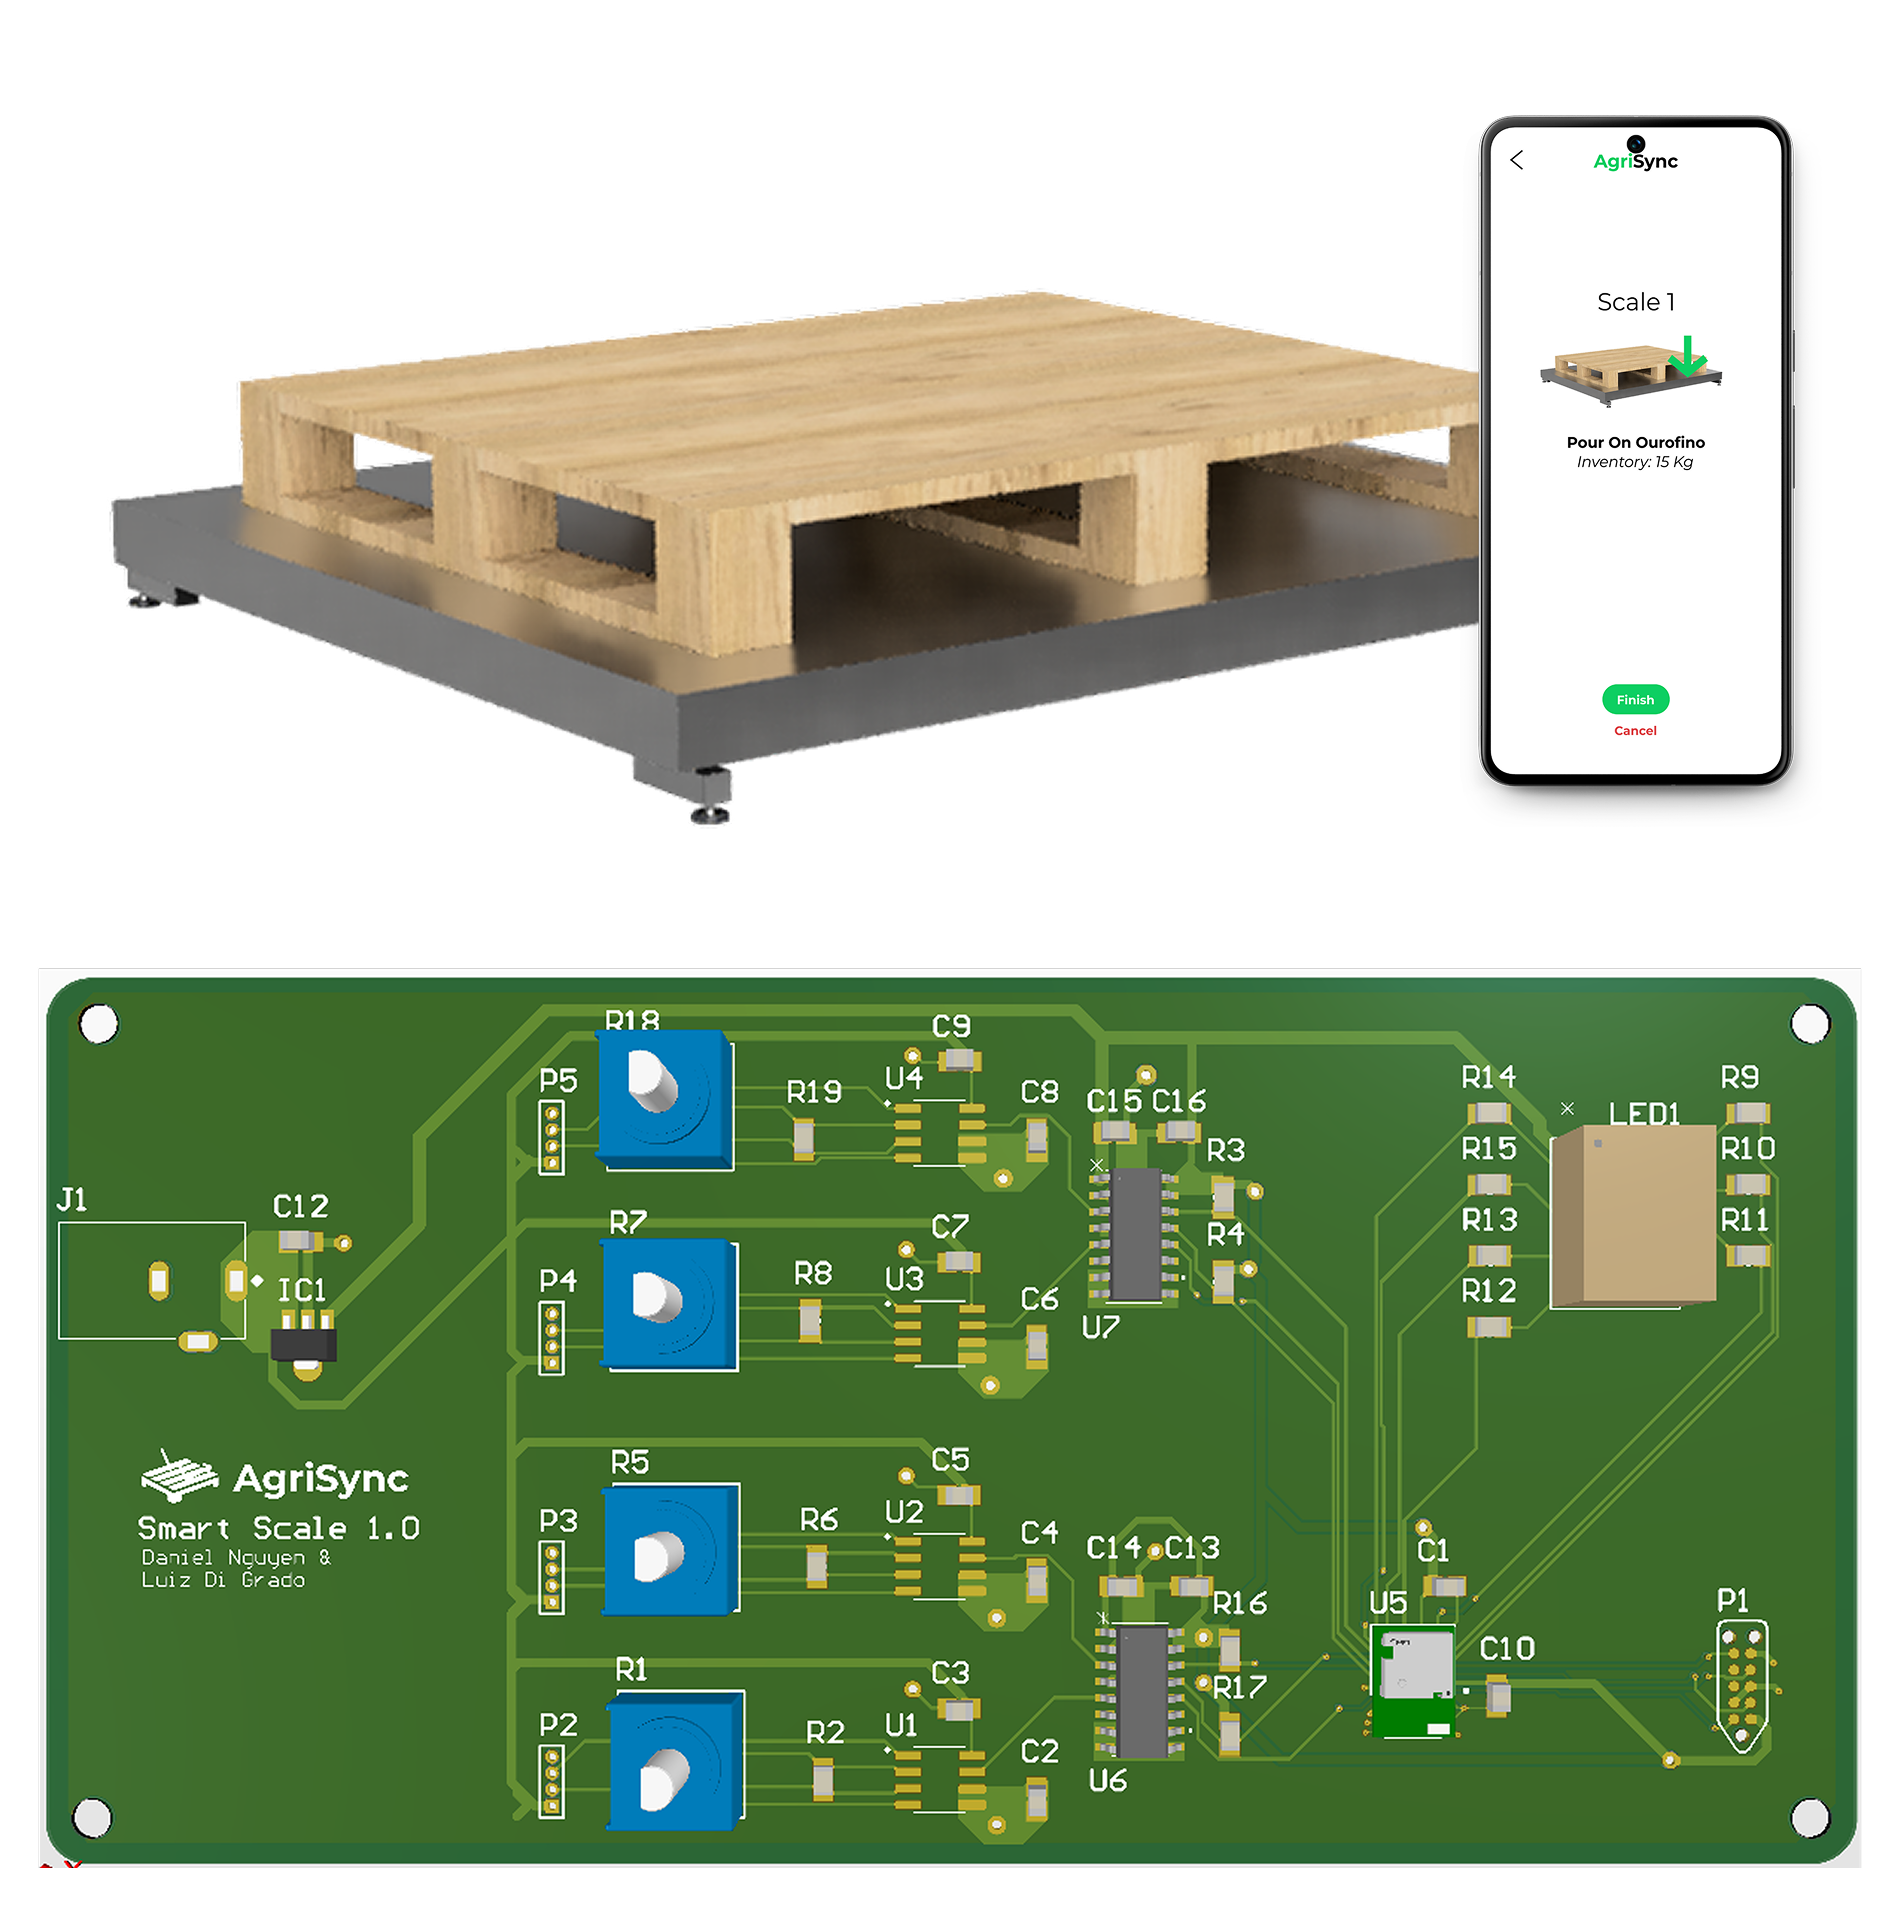 AgriSync
Scale 1
Pour On Ourofino
Inventory: 15 Kg
Finish
Cancel
R18
C9
P5
U4
R19
C8
C15 C16
R14
R9
LED1
R3
R15
R10
J1
C12
R7
C7
R4
R13
R11
P4
R8
U3
C6
IC1
R12
U7
AgriSync
Smart Scale 1.0
Daniel Nguyen &
Luiz Di Grado
R5
C5
P3
R6
U2
C4
C14 C13
C1
R16
U5
P1
R1
C3
R17
C10
P2
R2
U1
C2
U6